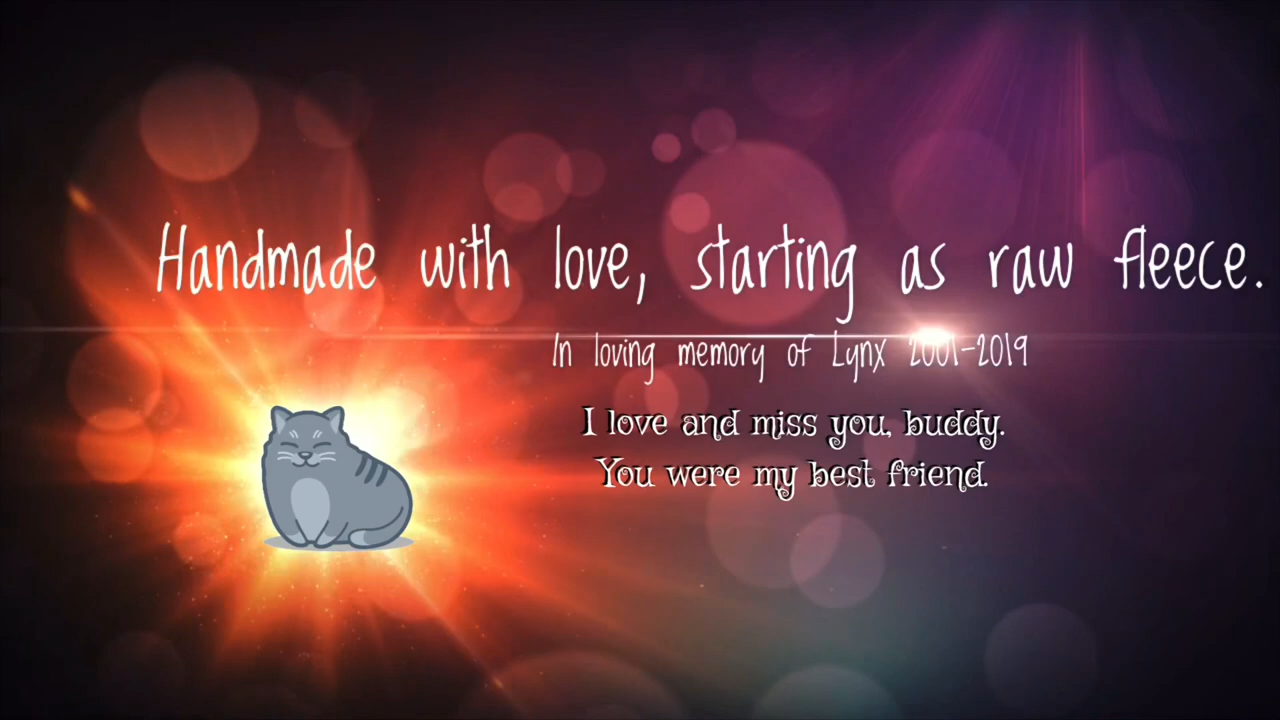 Handmade with love, starting as raw fleece.
In loving memory of Lynx 2001-2019
I love and miss you, buddy.
You were my best friend.